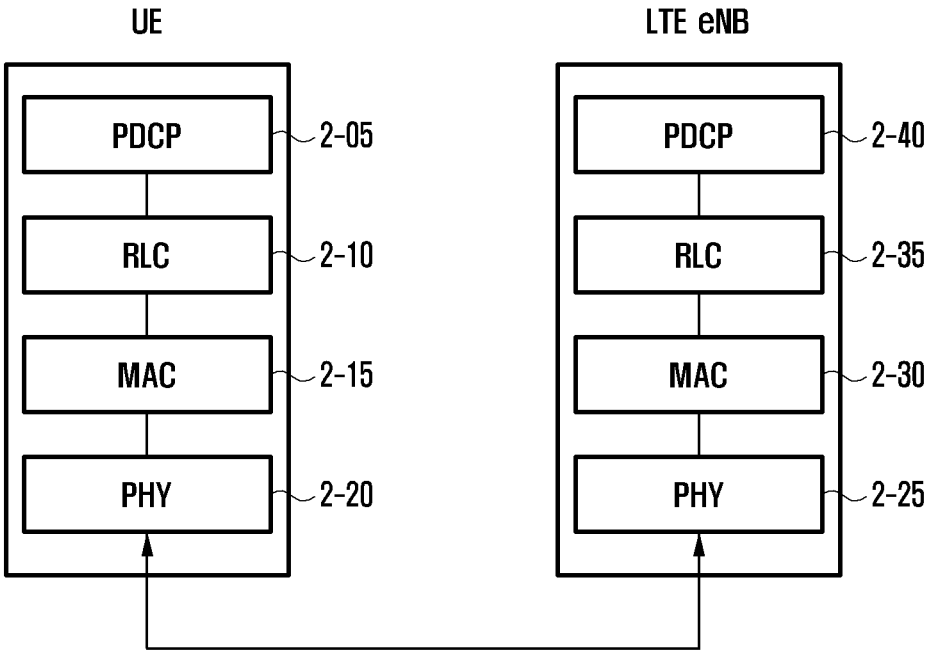 UE LTE eNB
PDCP 2-05 PDCP 2-40
RLC 2-10 RLC 2-35
MAC 2-15 MAC 2-30
PHY 2-20 PHY 2-25